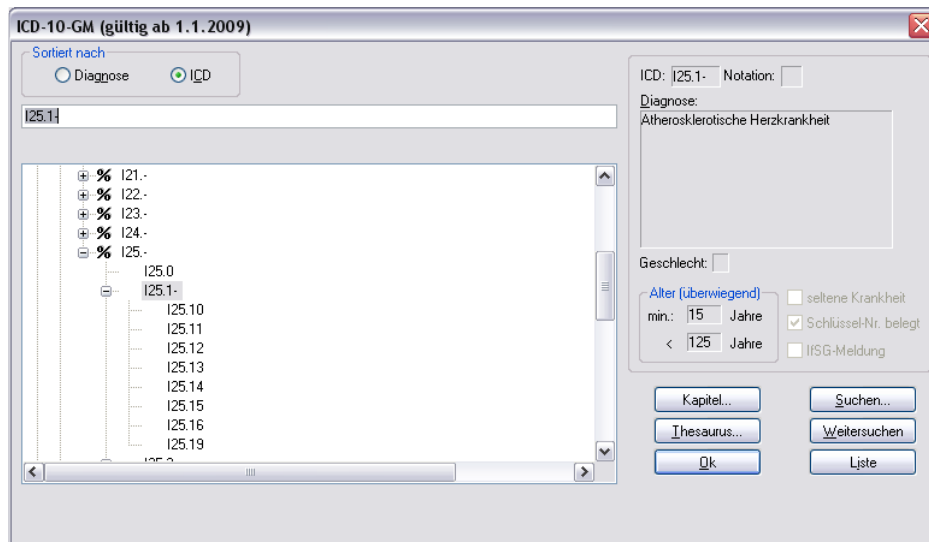 ICD-10-GM (gültig ab 1.1.2009)
Sortiert nach
Diagnose ICD
I25.1-
% I21.-
% I22.-
% I23.-
% I24.-
% I25.-
I25.0
I25.1-
I25.10
I25.11
I25.12
I25.13
I25.14
I25.15
I25.16
I25.19
ICD: I25.1- Notation:
Diagnose:
Atherosklerotische Herzkrankheit
Geschlecht:
Alter (überwiegend)
min.: 15 Jahre
< 125 Jahre
seltene Krankheit
Schlüssel-Nr. belegt
IfSG-Meldung
Kapitel... Suchen...
Thesaurus... Weitersuchen
Ok Liste